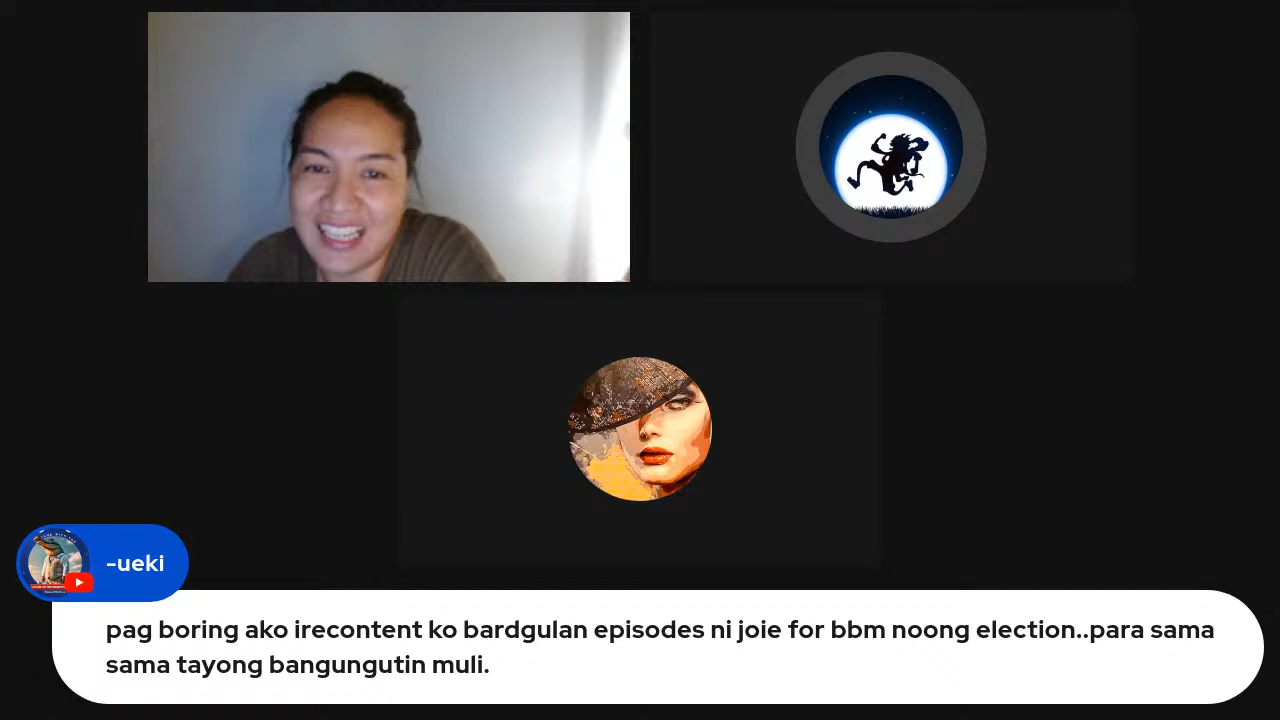 -ueki
pag boring ako irecontent ko bardgulan episodes ni joie for bbm noong election..para sama
sama tayong bangungutin muli.